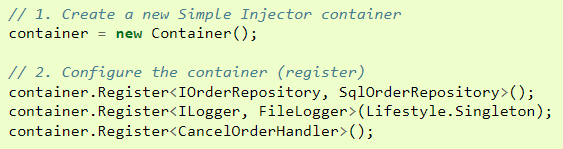 // 1. Create a new Simple Injector container
container = new Container();
// 2. Configure the container (register)
container.Register<IOrderRepository, SqlOrderRepository>();
container.Register<ILogger, FileLogger>(Lifestyle.Singleton);
container.Register<CancelOrderHandler>();